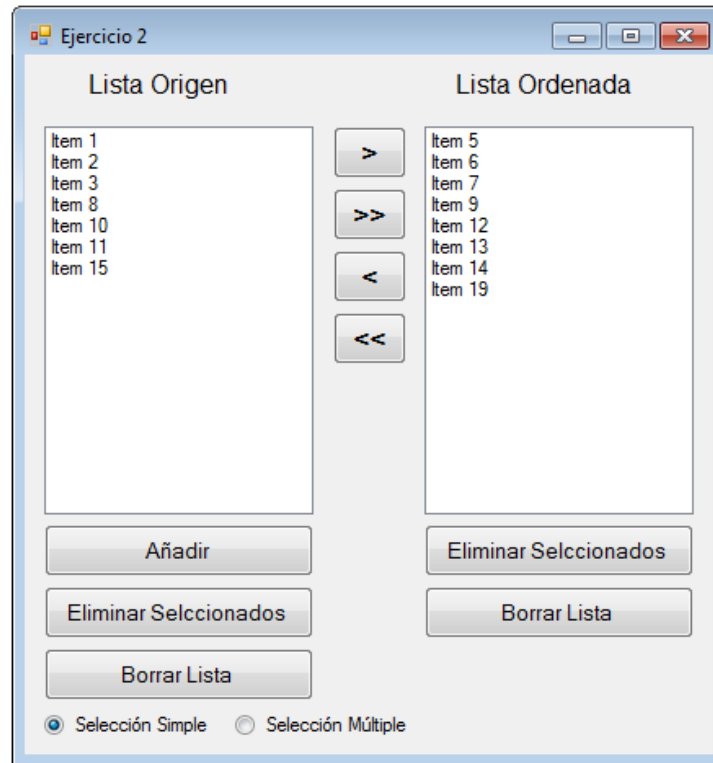 Ejercicio 2
Lista Origen
Lista Ordenada
Item 1
Item 2
Item 3
Item 8
Item 10
Item 11
Item 15
>
>>
<
<<
Item 5
Item 6
Item 7
Item 9
Item 12
Item 13
Item 14
Item 19
Añadir
Eliminar Selccionados
Eliminar Selccionados
Borrar Lista
Borrar Lista
Selección Simple
Selección Múltiple